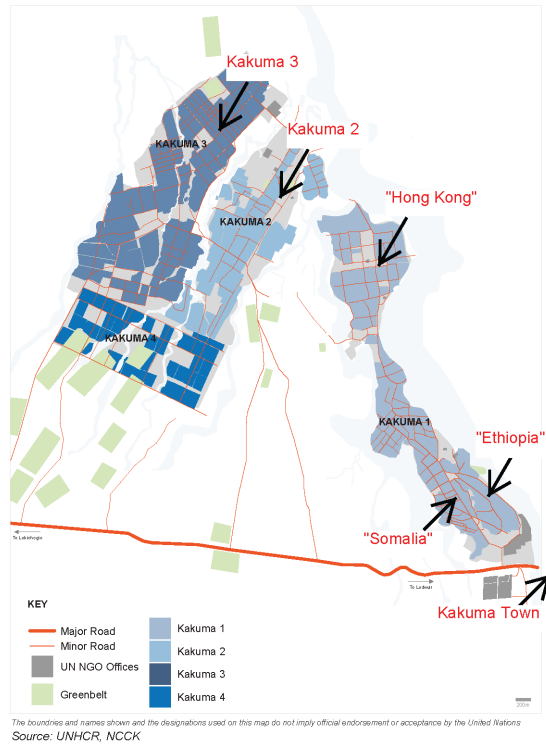 Kakuma 3
Kakuma 2
KAKUMA 3
"Hong Kong"
KAKUMA 2
KAKUMA 4
KAKUMA 1
"Ethiopia"
"Somalia"
To Lokichogio
To Lodwar
Kakuma Town
KEY
Major Road
Minor Road
UN NGO Offices
Greenbelt
Kakuma 1
Kakuma 2
Kakuma 3
Kakuma 4
200m
The boundries and names shown and the designations used on this map do not imply official endorsement or acceptance by the United Nations
Source: UNHCR, NCCK